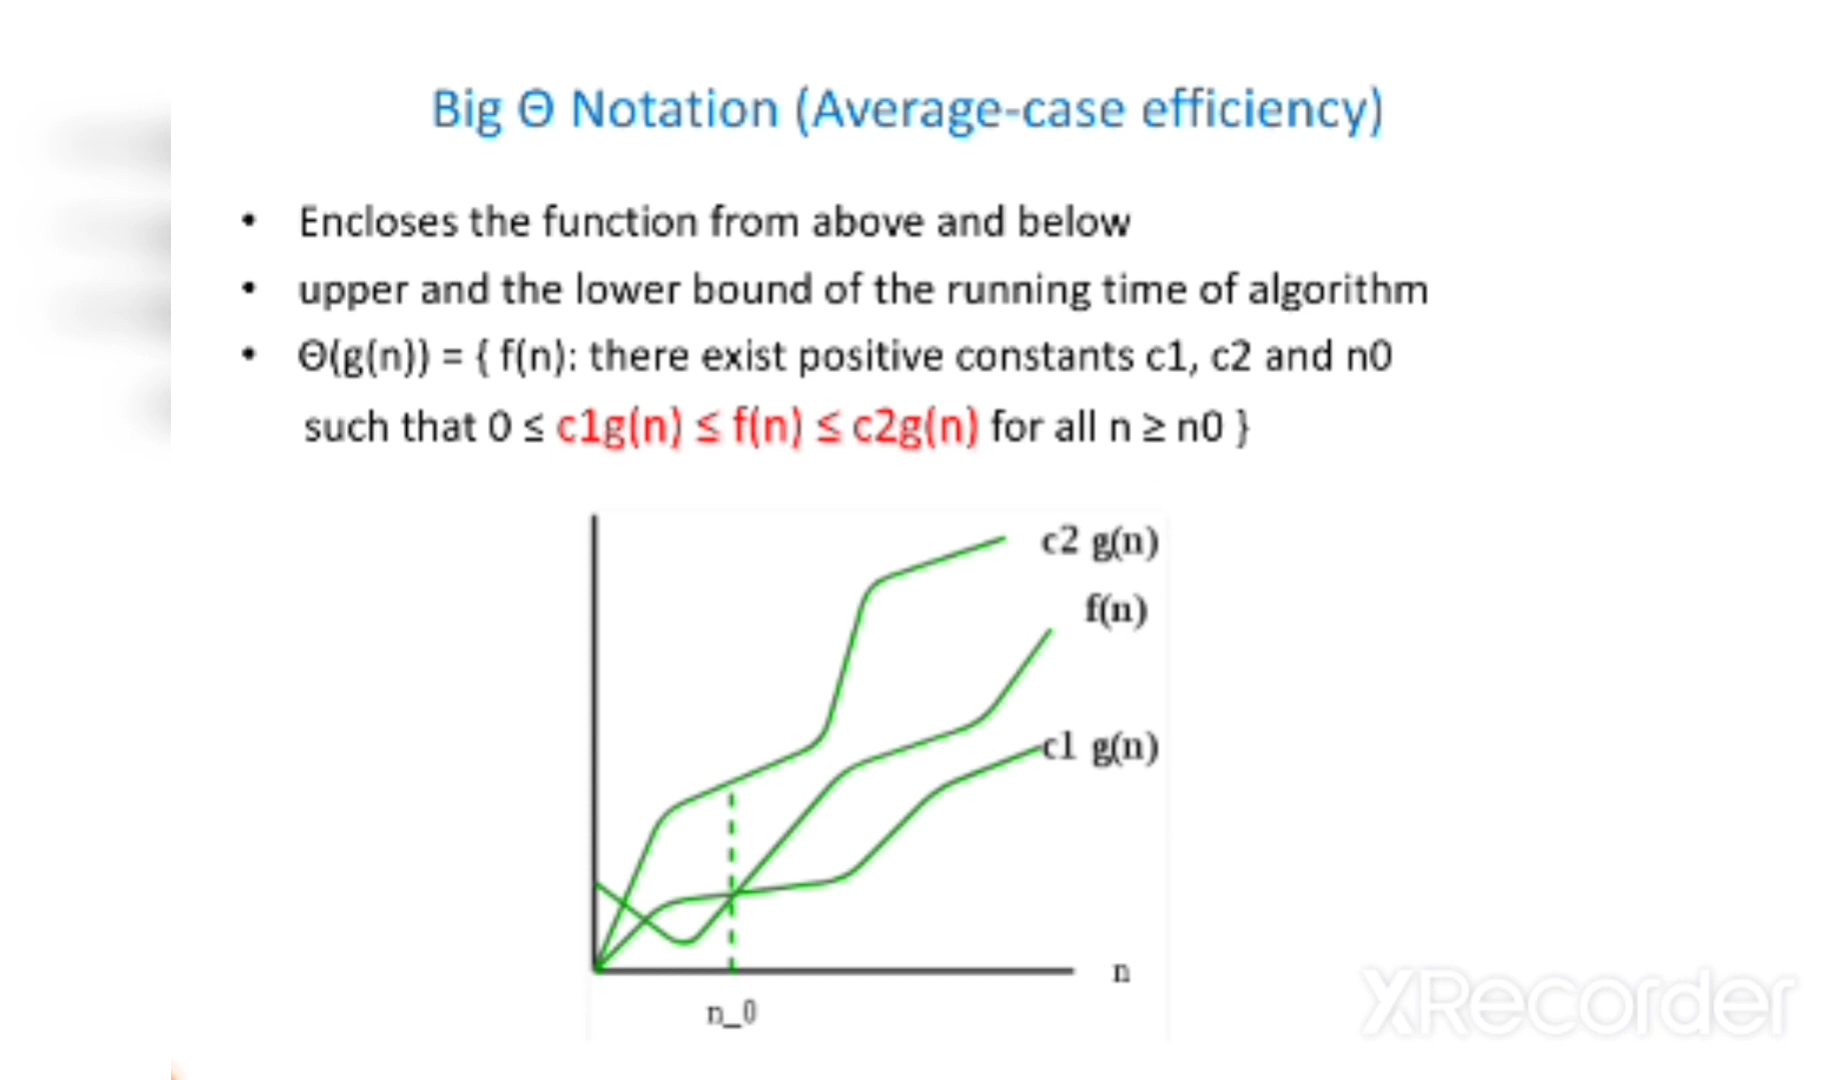 Big Θ Notation (Average-case efficiency)
• Encloses the function from above and below
• upper and the lower bound of the running time of algorithm
• Θ(g(n)) = { f(n): there exist positive constants c1, c2 and n0
such that 0 ≤ c1g(n) ≤ f(n) ≤ c2g(n) for all n ≥ n0 }
c2 g(n)
f(n)
c1 g(n)
n
n_0
XRecorder